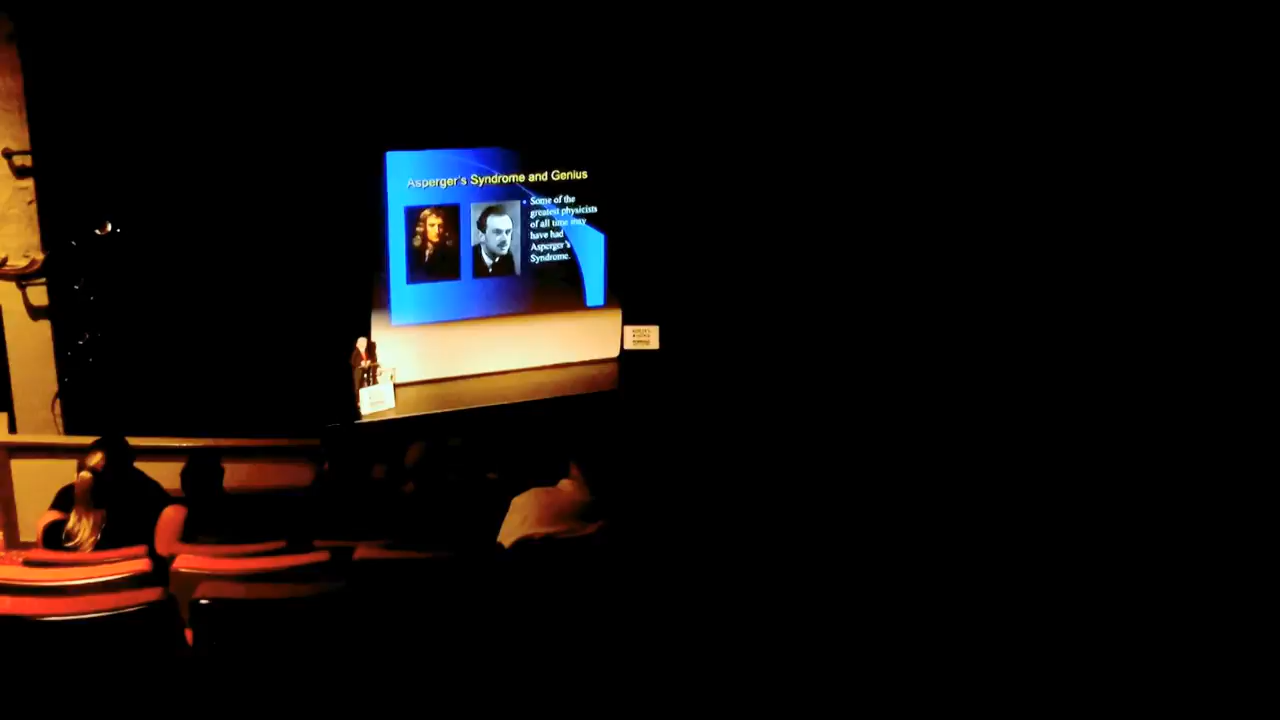 Asperger's Syndrome and Genius
Some of the
greatest physicists
of all time may
have had
Asperger's
Syndrome.